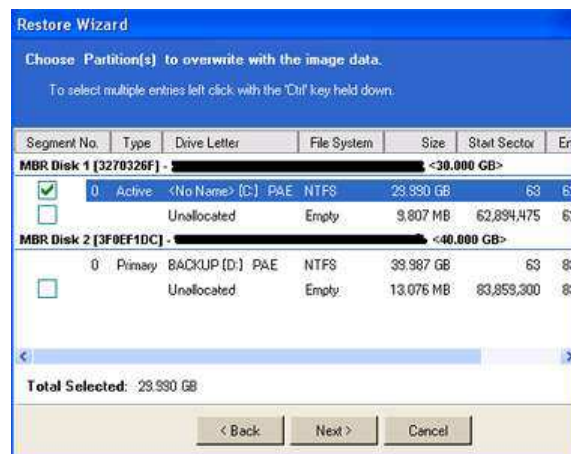 Restore Wizard
Choose Partition(s) to overwrite with the image data.
To select multiple entries left click with the 'Ctrl' key held down.
Segment No. Type Drive Letter File System Size Start Sector
MBR Disk 1 [3270326F] - <30.000 GB>
0 Active <No Name> (C:) PAE NTFS 29.990 GB 63
Unallocated Empty 9.807 MB 62,894,475
MBR Disk 2 [3F0EF1DC] - <40.000 GB>
0 Primary BACKUP (D:) PAE NTFS 39.987 GB 63
Unallocated Empty 13.076 MB 83,859,300
Total Selected: 29.990 GB
< Back Next > Cancel